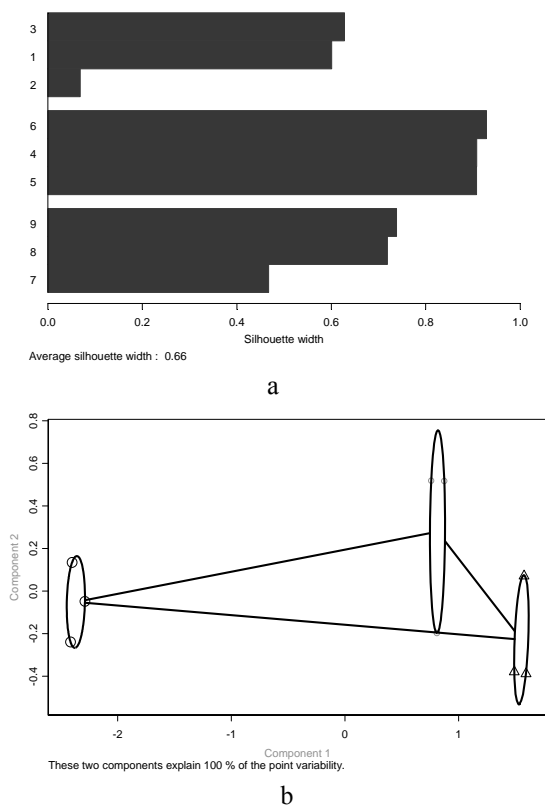 3
1
2
6
4
5
9
8
7
0.0 0.2 0.4 0.6 0.8 1.0
Silhouette width
Average silhouette width : 0.66
a
0.8
0.6
0.4
0.2
0.0
-0.2
-0.4
Component 2
-2 -1 0 1
Component 1
These two components explain 100 % of the point variability.
b